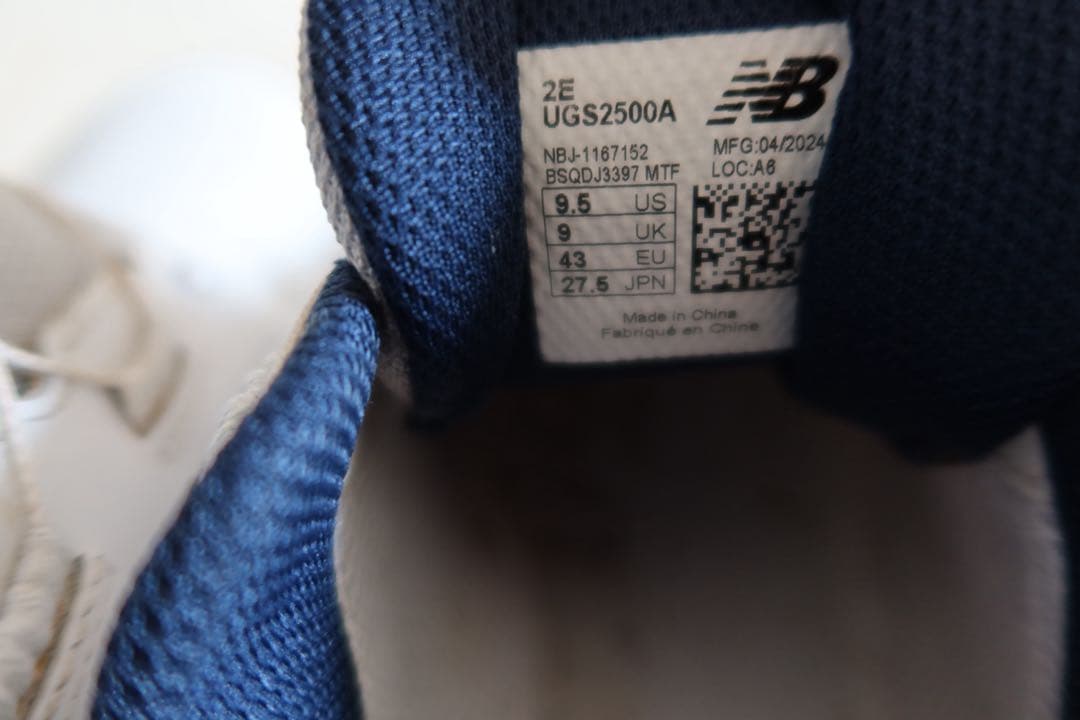 2E
UGS2500A
NB
NBJ-1167152
BSQDJ3397 MTF
MFG:04/2024
LOC:A6
9.5 US
9 UK
43 EU
27.5 JPN
Made in China
Fabriqué en Chine